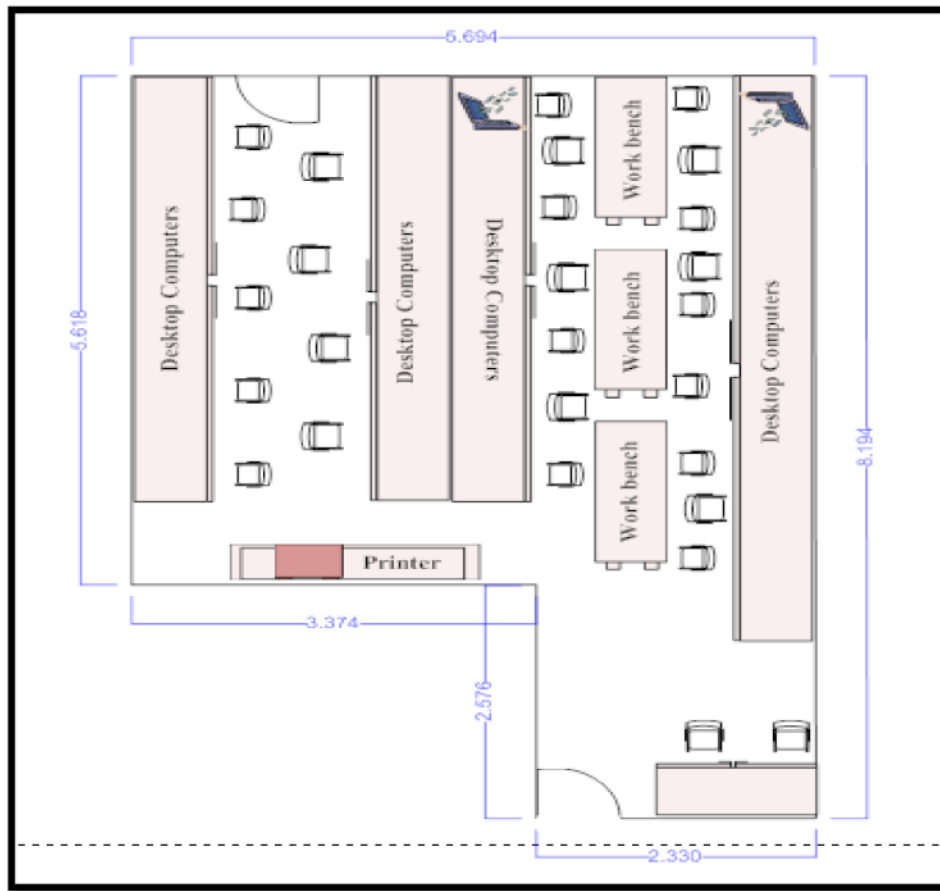 5.694
Desktop Computers
Desktop Computers
Desktop Computers
Work bench
Work bench
Work bench
Desktop Computers
5.618
8.194
Printer
3.374
2.576
2.330